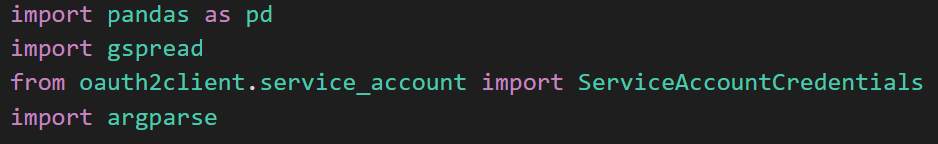 import pandas as pd
import gspread
from oauth2client.service_account import ServiceAccountCredentials
import argparse